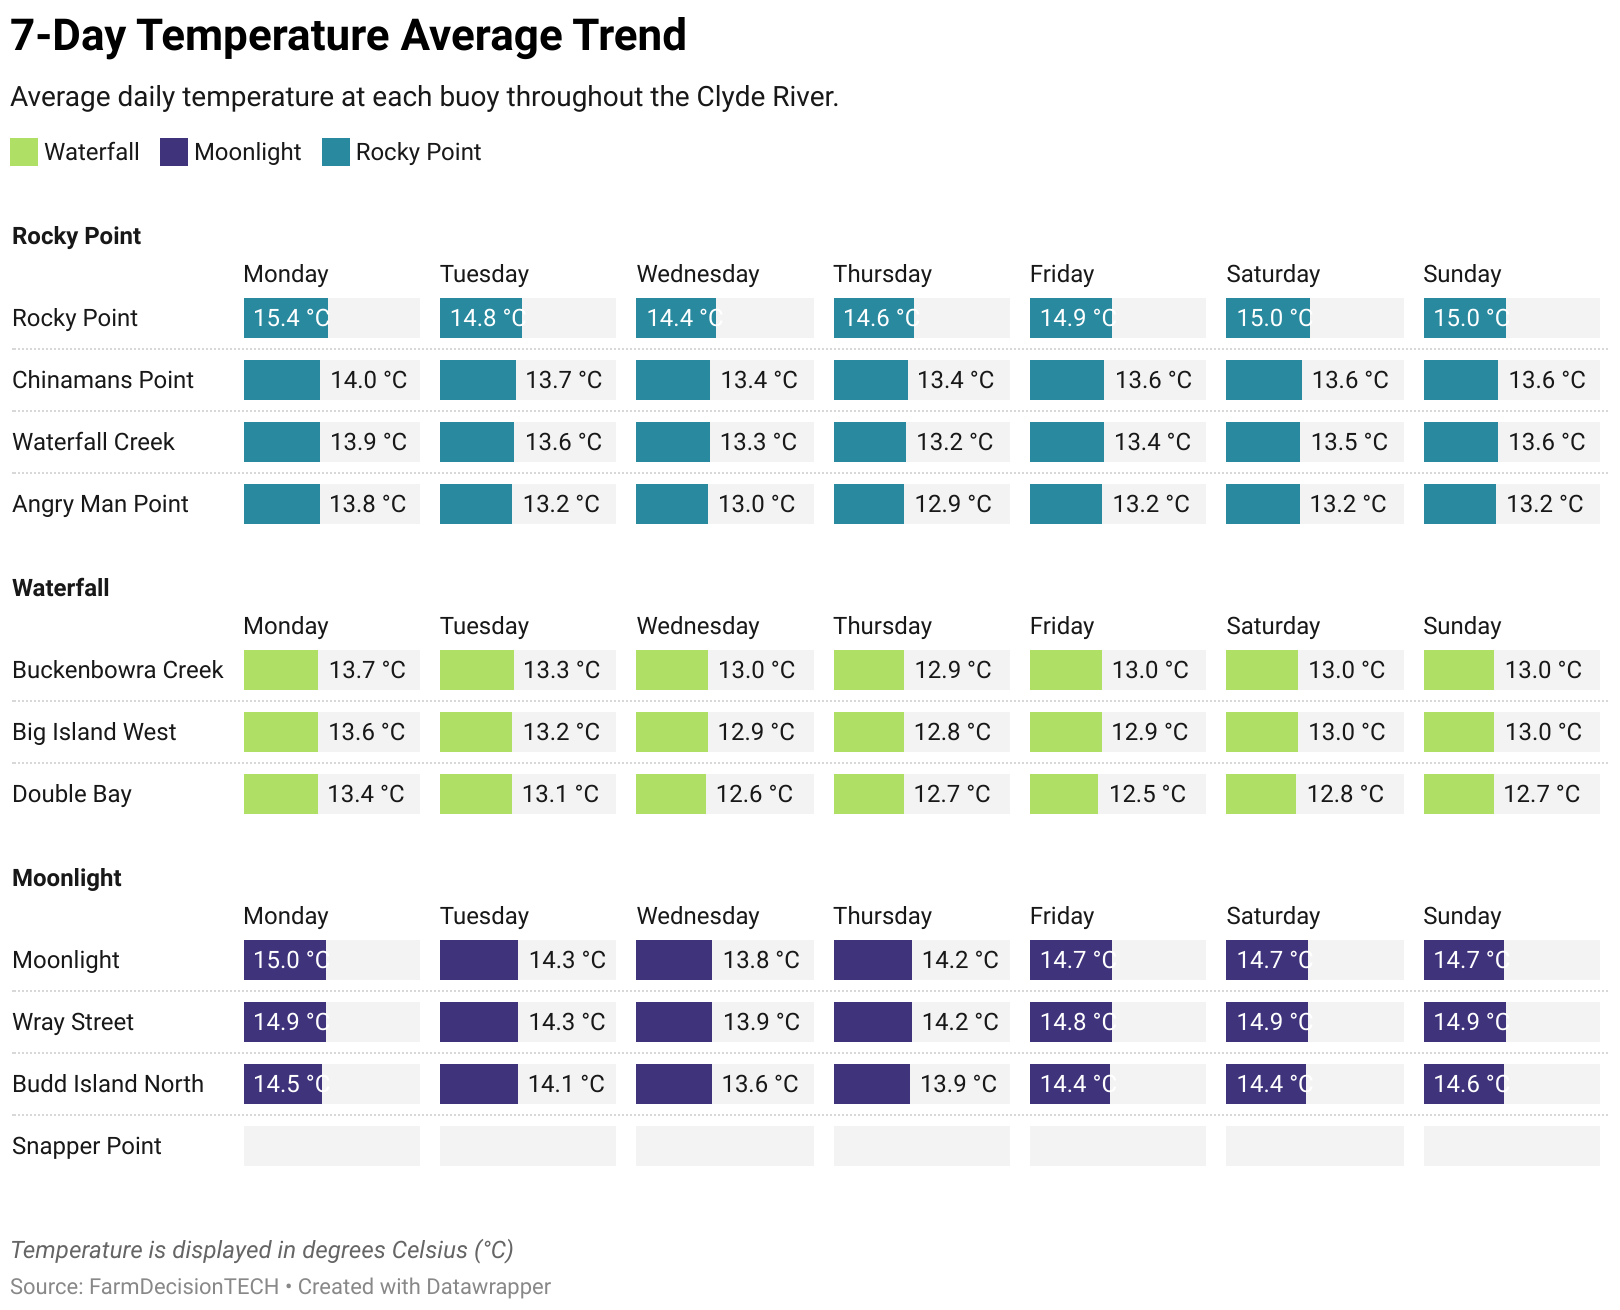 7-Day Temperature Average Trend
Average daily temperature at each buoy throughout the Clyde River.
Waterfall Moonlight Rocky Point
Rocky Point
Monday Tuesday Wednesday Thursday Friday Saturday Sunday
Rocky Point 15.4 °C 14.8 °C 14.4 °C 14.6 °C 14.9 °C 15.0 °C 15.0 °C
Chinamans Point 14.0 °C 13.7 °C 13.4 °C 13.4 °C 13.6 °C 13.6 °C 13.6 °C
Waterfall Creek 13.9 °C 13.6 °C 13.3 °C 13.2 °C 13.4 °C 13.5 °C 13.6 °C
Angry Man Point 13.8 °C 13.2 °C 13.0 °C 12.9 °C 13.2 °C 13.2 °C 13.2 °C
Waterfall
Monday Tuesday Wednesday Thursday Friday Saturday Sunday
Buckenbowra Creek 13.7 °C 13.3 °C 13.0 °C 12.9 °C 13.0 °C 13.0 °C 13.0 °C
Big Island West 13.6 °C 13.2 °C 12.9 °C 12.8 °C 12.9 °C 13.0 °C 13.0 °C
Double Bay 13.4 °C 13.1 °C 12.6 °C 12.7 °C 12.5 °C 12.8 °C 12.7 °C
Moonlight
Monday Tuesday Wednesday Thursday Friday Saturday Sunday
Moonlight 15.0 °C 14.3 °C 13.8 °C 14.2 °C 14.7 °C 14.7 °C 14.7 °C
Wray Street 14.9 °C 14.3 °C 13.9 °C 14.2 °C 14.8 °C 14.9 °C 14.9 °C
Budd Island North 14.5 °C 14.1 °C 13.6 °C 13.9 °C 14.4 °C 14.4 °C 14.6 °C
Snapper Point
Temperature is displayed in degrees Celsius (°C)
Source: FarmDecisionTECH • Created with Datawrapper